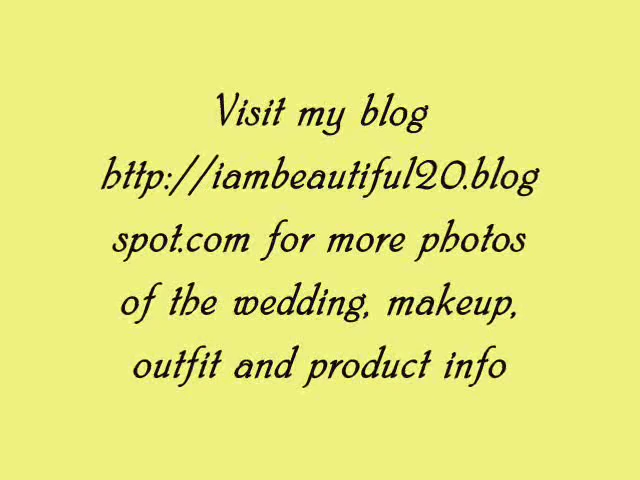 Visit my blog
http://iambeautiful20.blog
spot.com for more photos
of the wedding, makeup,
outfit and product info